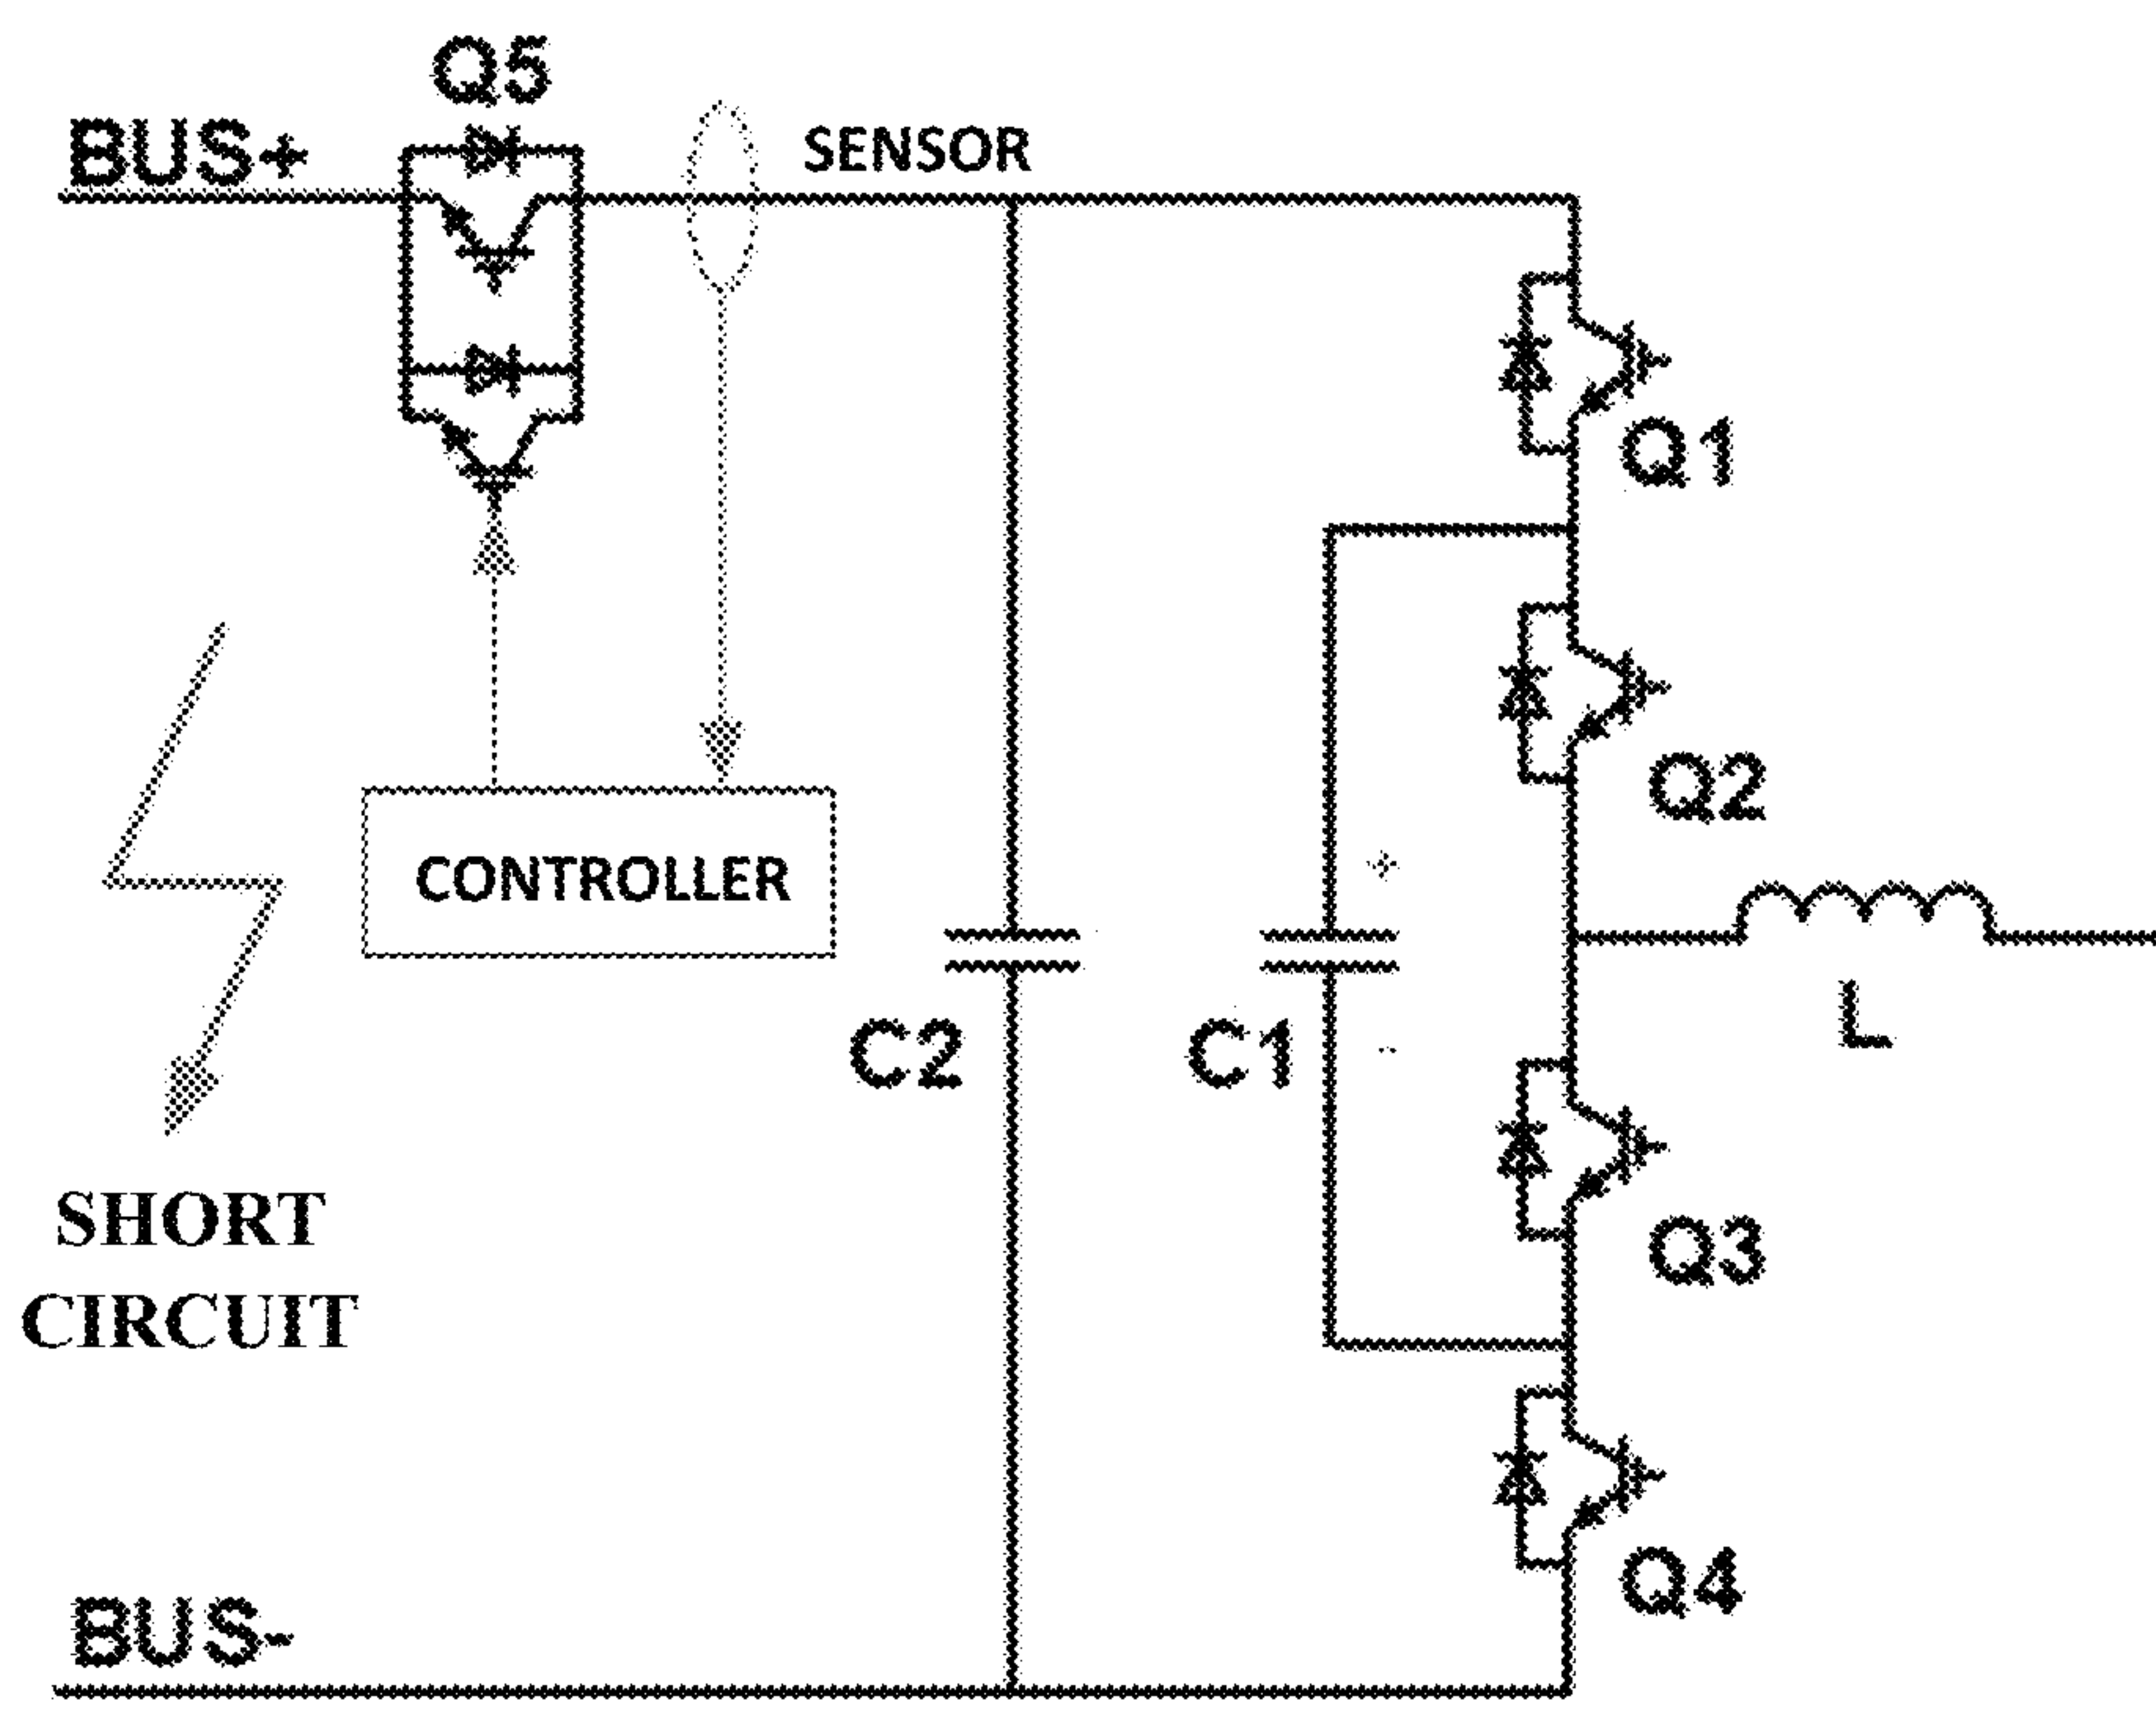 Q5
BUS+
SENSOR
Q1
Q2
+
CONTROLLER
C2
C1
-
L
SHORT
CIRCUIT
Q3
Q4
BUS-